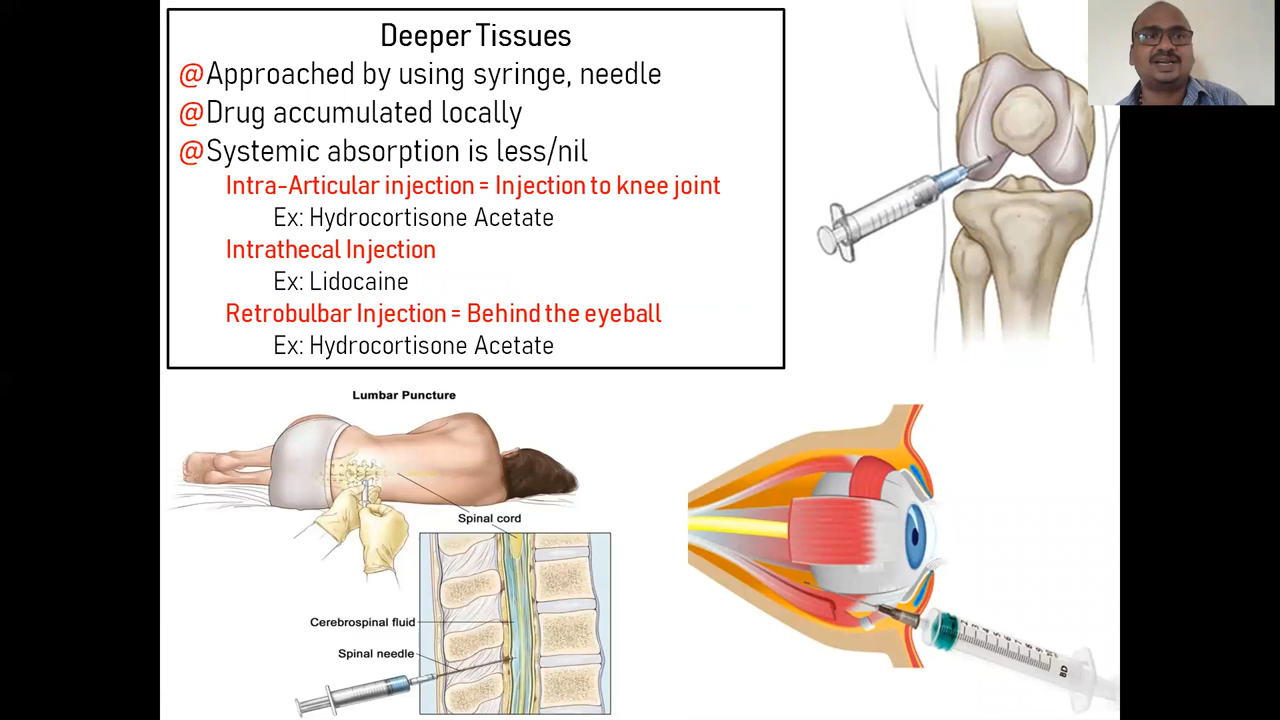 Deeper Tissues
@Approached by using syringe, needle
@Drug accumulated locally
@Systemic absorption is less/nil
Intra-Articular injection = Injection to knee joint
Ex: Hydrocortisone Acetate
Intrathecal Injection
Ex: Lidocaine
Retrobulbar Injection = Behind the eyeball
Ex: Hydrocortisone Acetate
Lumbar Puncture
Spinal cord
Cerebrospinal fluid
Spinal needle
BD